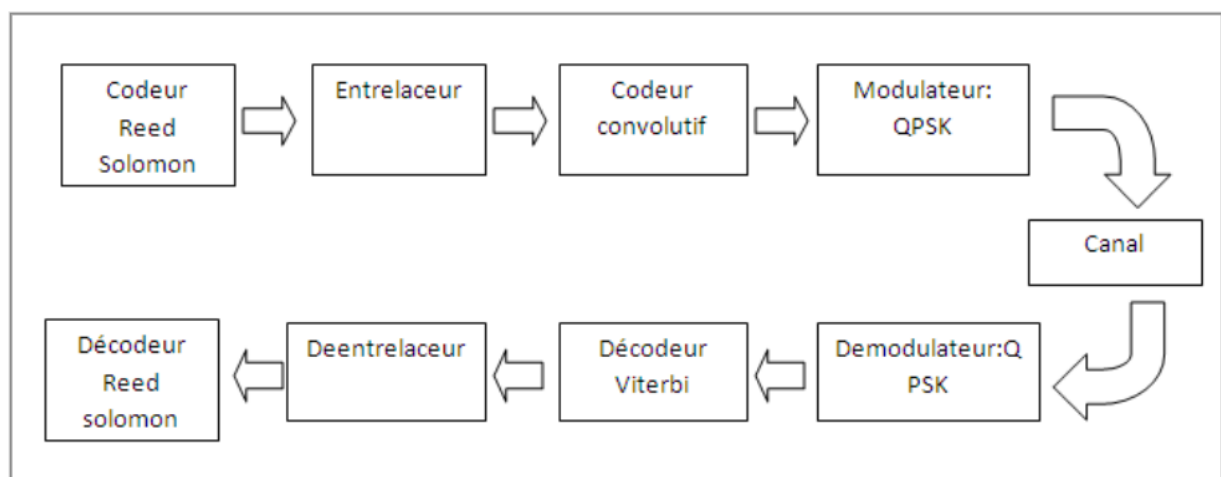 Codeur
Reed
Solomon
Entrelaceur
Codeur
convolutif
Modulateur:
QPSK
Canal
Demodulateur:Q
PSK
Décodeur
Viterbi
Deentrelaceur
Décodeur
Reed
solomon